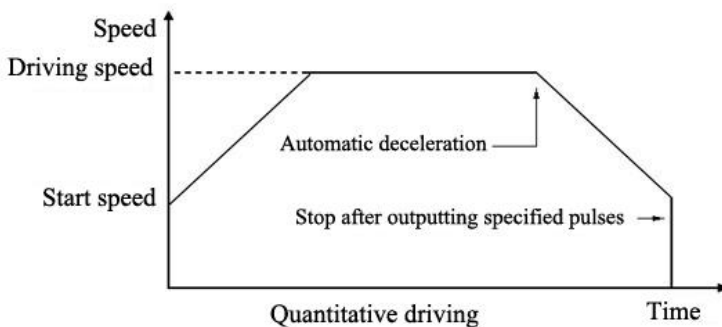 Speed
Driving speed
Automatic deceleration
Start speed
Stop after outputting specified pulses
Quantitative driving
Time